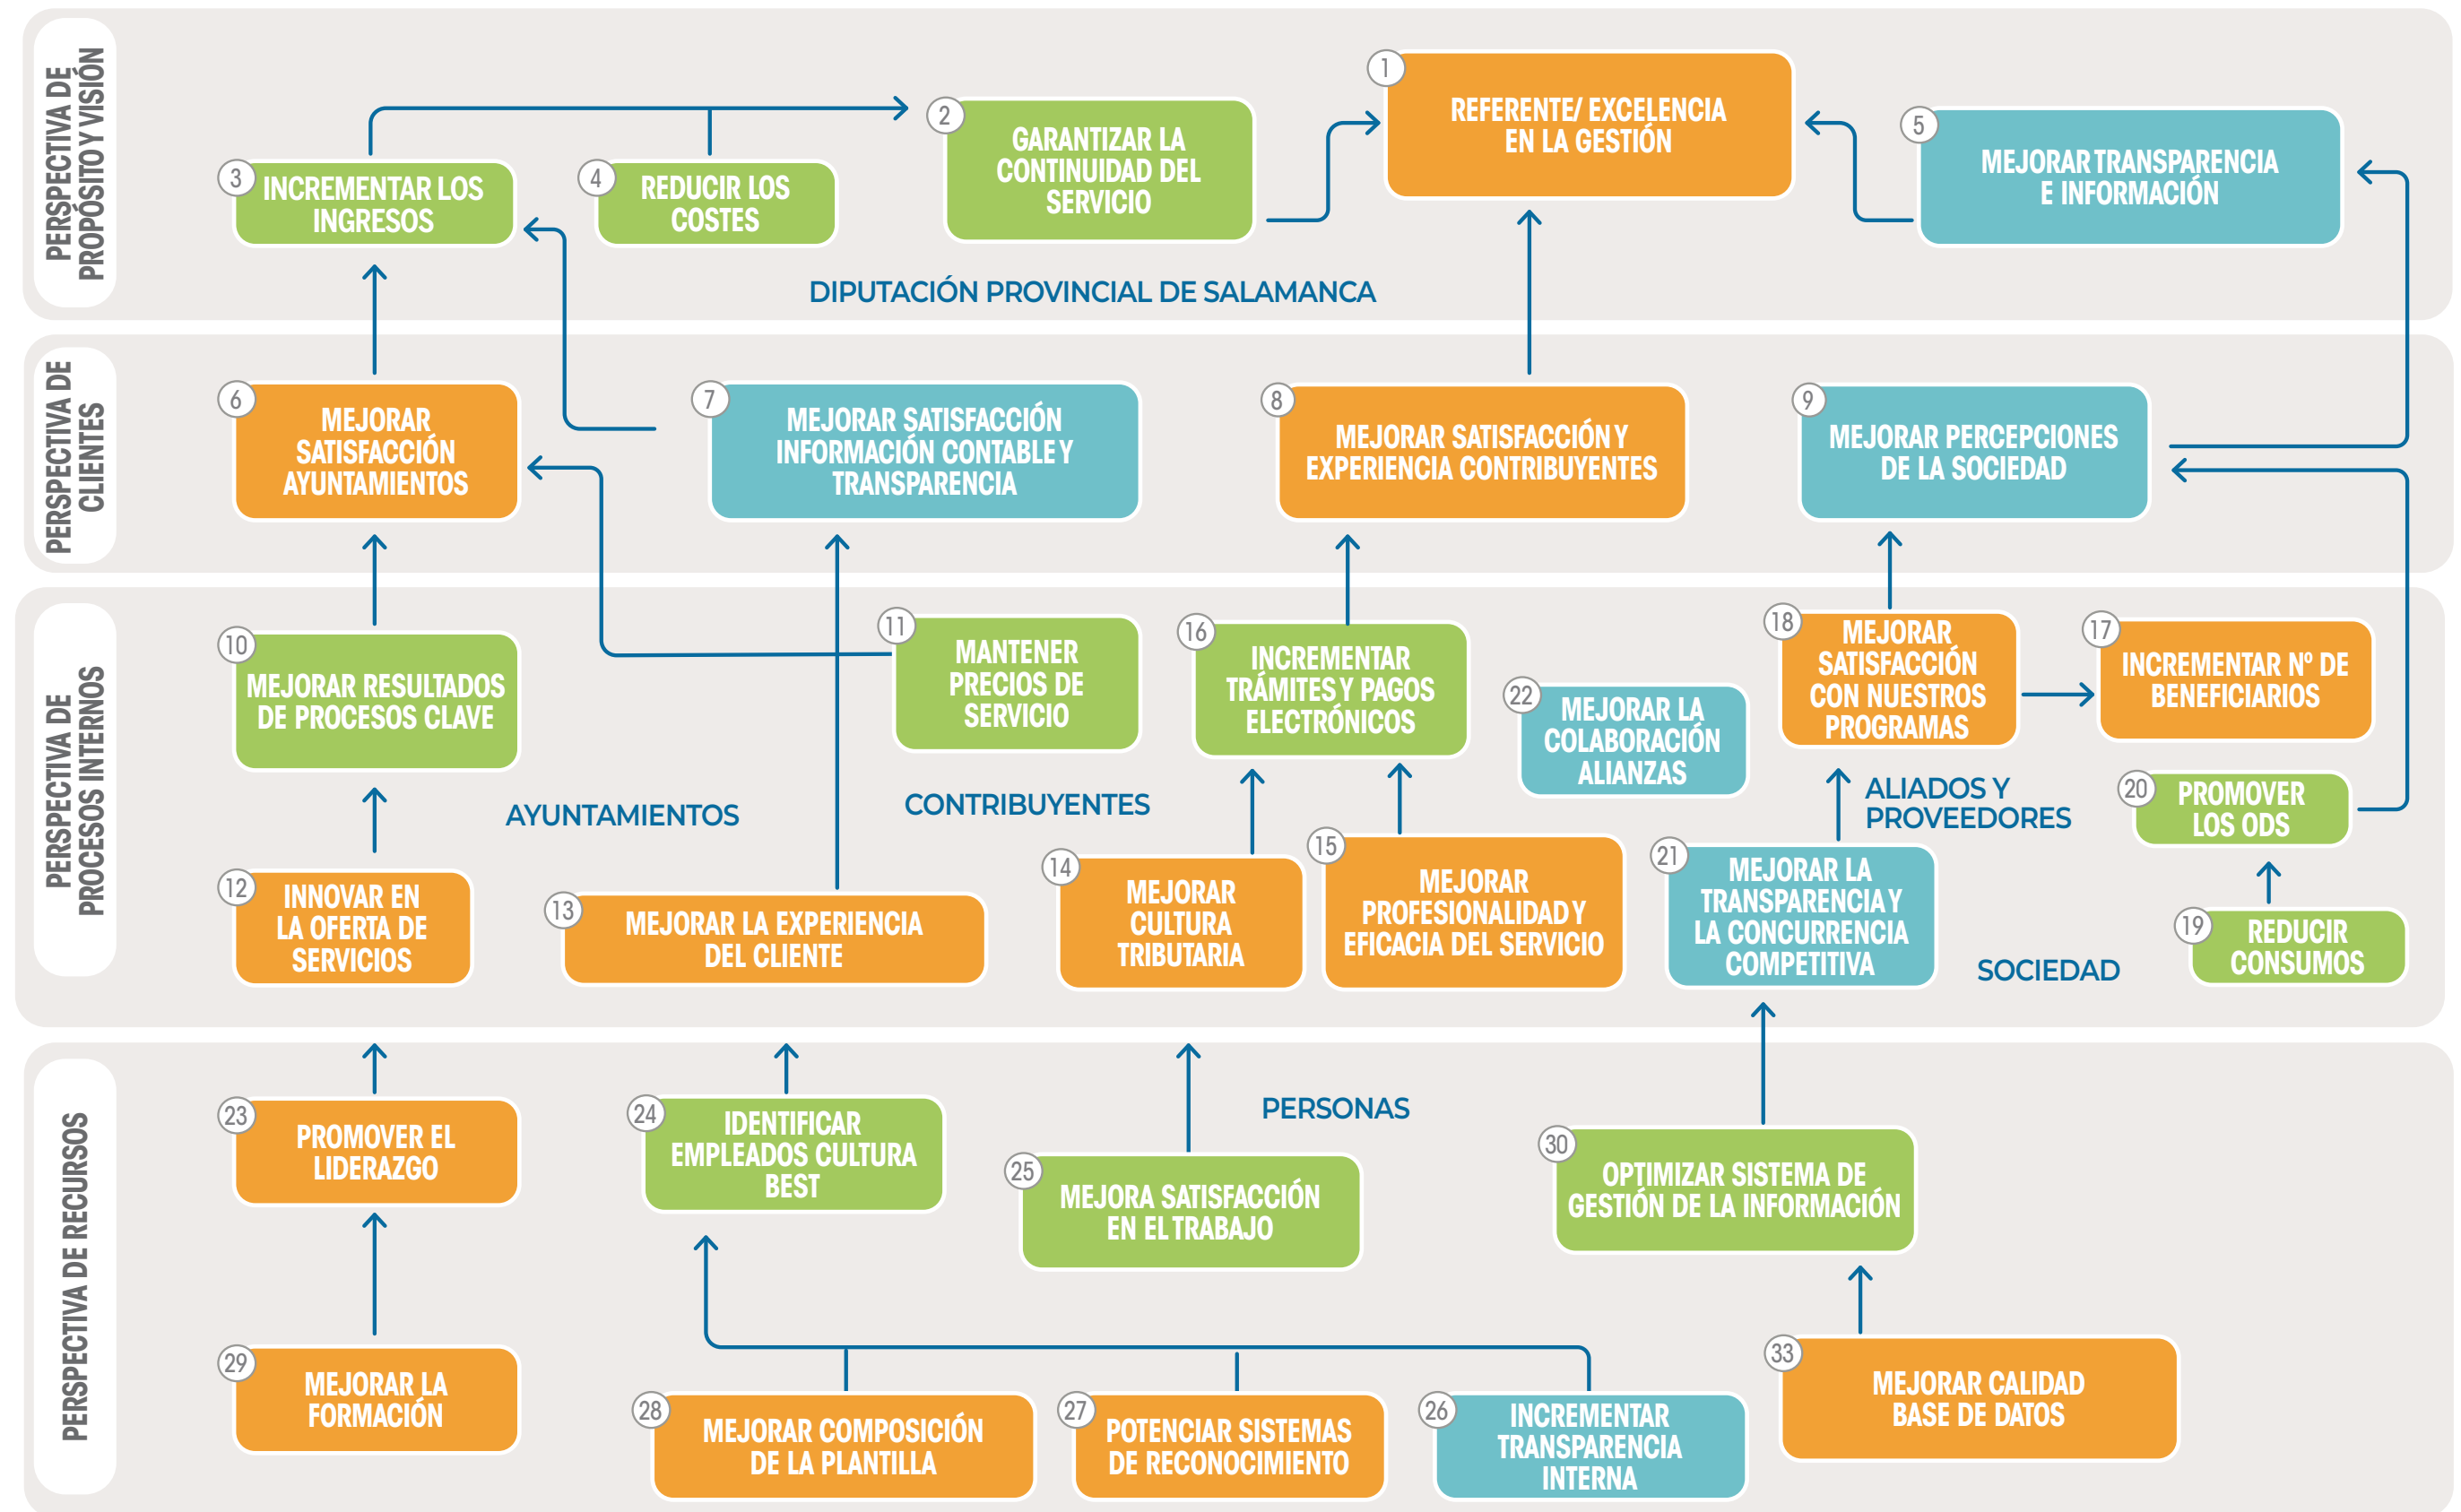 PERSPECTIVA DE
PROPÓSITO Y VISIÓN
1
REFERENTE/ EXCELENCIA
EN LA GESTIÓN
2
GARANTIZAR LA
CONTINUIDAD DEL
SERVICIO
3
INCREMENTAR LOS
INGRESOS
4
REDUCIR LOS
COSTES
5
MEJORAR TRANSPARENCIA
E INFORMACIÓN
DIPUTACIÓN PROVINCIAL DE SALAMANCA
PERSPECTIVA DE
CLIENTES
6
MEJORAR
SATISFACCIÓN
AYUNTAMIENTOS
7
MEJORAR SATISFACCIÓN
INFORMACIÓN CONTABLE Y
TRANSPARENCIA
8
MEJORAR SATISFACCIÓN Y
EXPERIENCIA CONTRIBUYENTES
9
MEJORAR PERCEPCIONES
DE LA SOCIEDAD
PERSPECTIVA DE
PROCESOS INTERNOS
10
MEJORAR RESULTADOS
DE PROCESOS CLAVE
11
MANTENER
PRECIOS DE
SERVICIO
16
INCREMENTAR
TRÁMITES Y PAGOS
ELECTRÓNICOS
22
MEJORAR LA
COLABORACIÓN
ALIANZAS
18
MEJORAR
SATISFACCIÓN
CON NUESTROS
PROGRAMAS
17
INCREMENTAR Nº DE
BENEFICIARIOS
AYUNTAMIENTOS
CONTRIBUYENTES
ALIADOS Y
PROVEEDORES
20
PROMOVER
LOS ODS
12
INNOVAR EN
LA OFERTA DE
SERVICIOS
13
MEJORAR LA EXPERIENCIA
DEL CLIENTE
14
MEJORAR
CULTURA
TRIBUTARIA
15
MEJORAR
PROFESIONALIDAD Y
EFICACIA DEL SERVICIO
21
MEJORAR LA
TRANSPARENCIA Y
LA CONCURRENCIA
COMPETITIVA
SOCIEDAD
19
REDUCIR
CONSUMOS
PERSPECTIVA DE RECURSOS
23
PROMOVER EL
LIDERAZGO
24
IDENTIFICAR
EMPLEADOS CULTURA
BEST
25
MEJORA SATISFACCIÓN
EN EL TRABAJO
PERSONAS
30
OPTIMIZAR SISTEMA DE
GESTIÓN DE LA INFORMACIÓN
29
MEJORAR LA
FORMACIÓN
28
MEJORAR COMPOSICIÓN
DE LA PLANTILLA
27
POTENCIAR SISTEMAS
DE RECONOCIMIENTO
26
INCREMENTAR
TRANSPARENCIA
INTERNA
33
MEJORAR CALIDAD
BASE DE DATOS